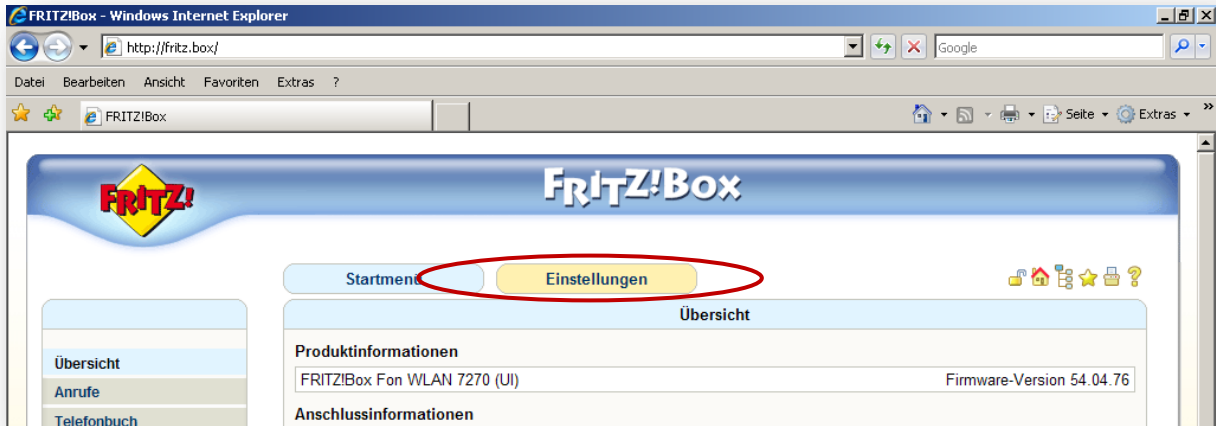 FRITZ!Box - Windows Internet Explorer
http://fritz.box/
Google
Datei Bearbeiten Ansicht Favoriten Extras ?
FRITZ!Box
Seite
Extras
»
FRITZ!
FRITZ!BOX
Startmenü
Einstellungen
Übersicht
Produktinformationen
Übersicht
FRITZ!Box Fon WLAN 7270 (UI)
Firmware-Version 54.04.76
Anrufe
Anschlussinformationen
Telefonbuch